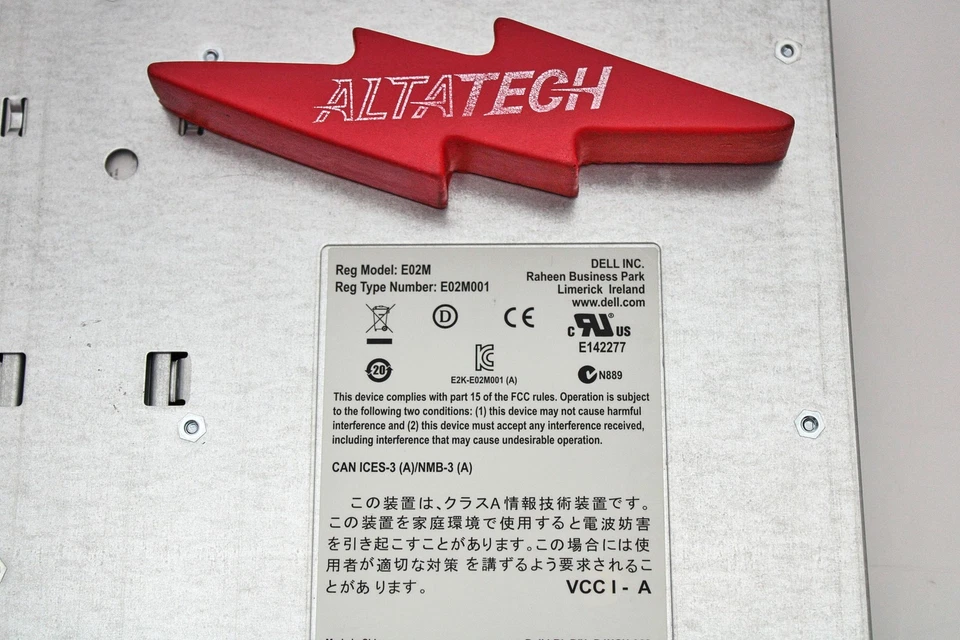 ALTATECH
Reg Model: E02M
Reg Type Number: E02M001
DELL INC.
Raheen Business Park
Limerick Ireland
www.dell.com
D
CE
c RU® US
E142277
20
E2K-E02M001 (A)
N889
This device complies with part 15 of the FCC rules. Operation is subject
to the following two conditions: (1) this device may not cause harmful
interference and (2) this device must accept any interference received,
including interference that may cause undesirable operation.
CAN ICES-3 (A)/NMB-3 (A)
この装置は、クラスA情報技術装置です。
この装置を家庭環境で使用すると電波妨害
を引き起こすことがあります。この場合には使
用者が適切な対策 を講ずるよう要求されるこ
とがあります。
VCCI- A